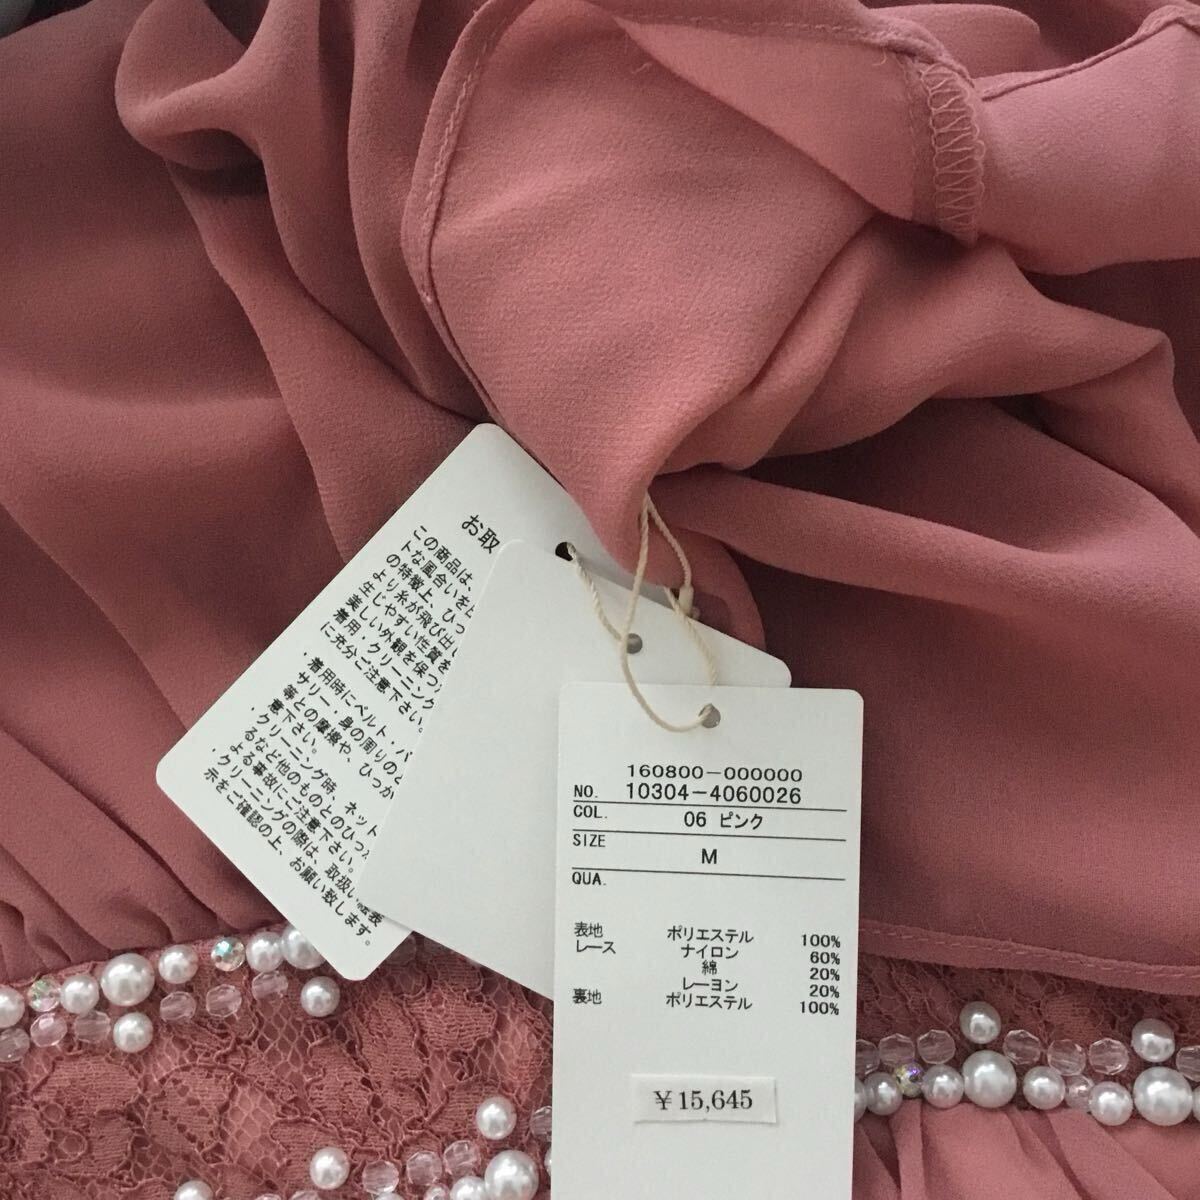 お取
この商品は、
トな風合いを
の特徴上、ひっ
より糸が飛び出し
生じやすい性質を
美しい外観を保つ
着用・クリーニング
に充分ご注意下さい。
・着用時にベルト・バ
サリー・身の周りの
等との摩擦や、ひっか
意下さい。
・クリーニング時、ネット
るなど他のものとのひっ
よる事故にご注意下さい。
・クリーニングの際は、取扱い
示をご確認の上、お願い致します。
160800-000000
NO. 10304-4060026
COL. 06 ピンク
SIZE M
QUA.
表地 ポリエステル 100%
レース ナイロン 60%
綿 20%
レーヨン 20%
裏地 ポリエステル 100%
¥15,645